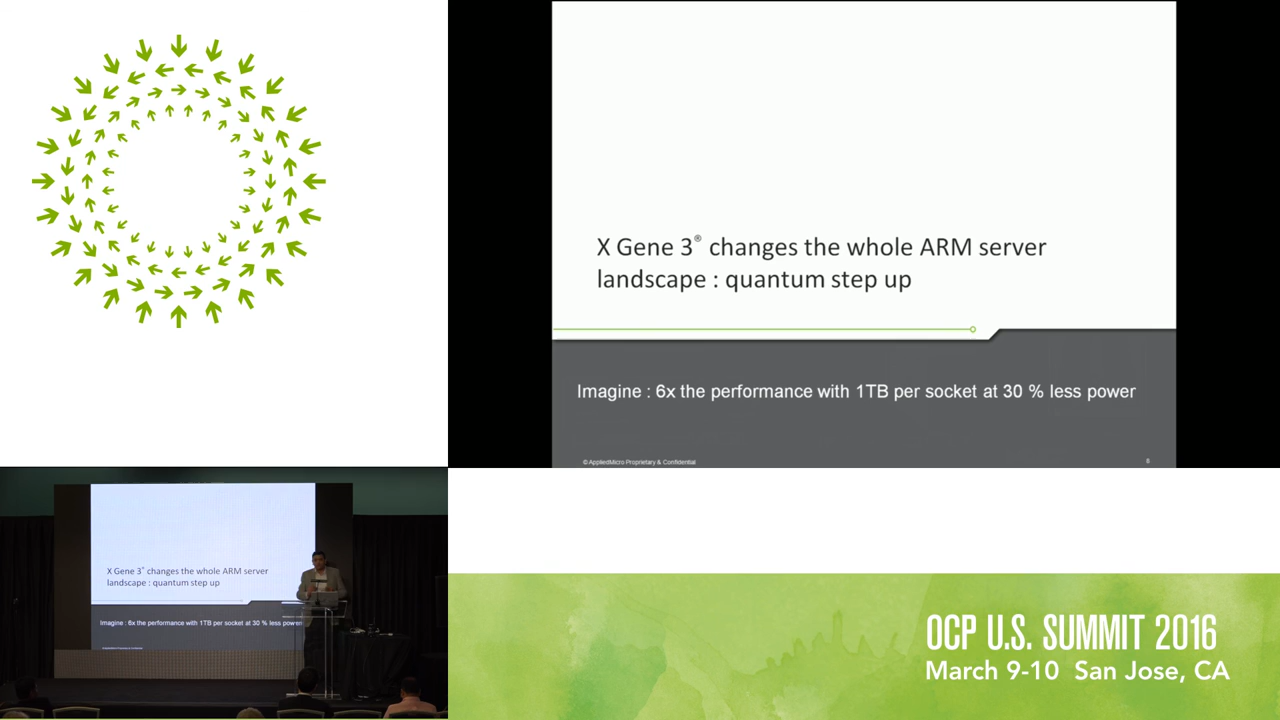 X Gene 3® changes the whole ARM server
landscape : quantum step up
Imagine : 6x the performance with 1TB per socket at 30 % less power
© AppliedMicro Proprietary & Confidential
8
X Gene 3® changes the whole ARM server
landscape : quantum step up
Imagine : 6x the performance with 1TB per socket at 30 % less power
OCP U.S. SUMMIT 2016
March 9-10 San Jose, CA